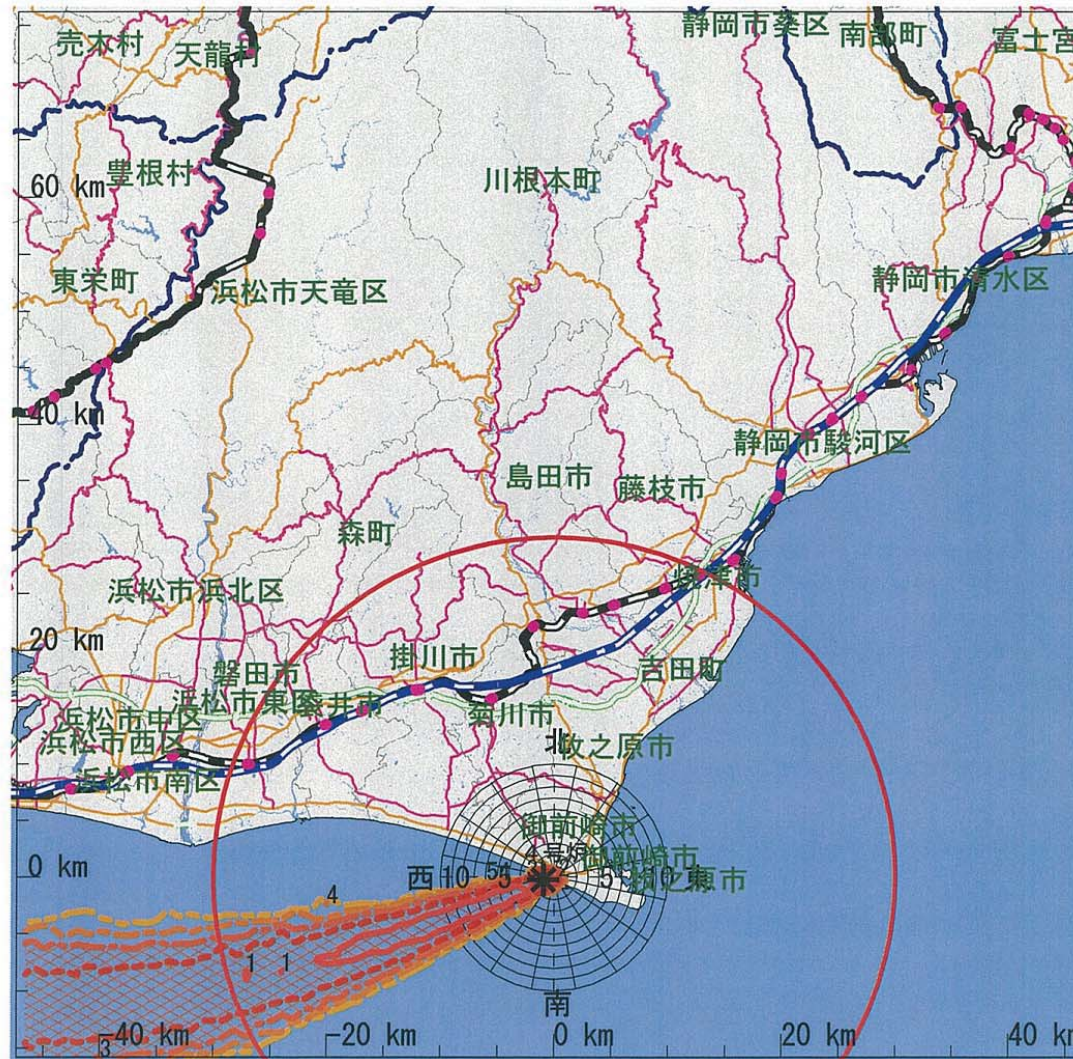 静岡市葵区
南部町
富士宮
売木村
天龍村
豊根村
60 km
川根本町
東栄町
浜松市天竜区
静岡市清水区
40 km
静岡市駿河区
島田市
藤枝市
森町
焼津市
浜松市浜北区
20 km
掛川市
磐田市
吉田町
浜松市東区
袋井市
菊川市
浜松市中区
北
牧之原市
浜松市西区
浜松市南区
御前崎市
0 km
御前崎市
西
10
5
5
10
東
牧之原市
4
1
1
南
3
-40 km
-20 km
0 km
20 km
40 km